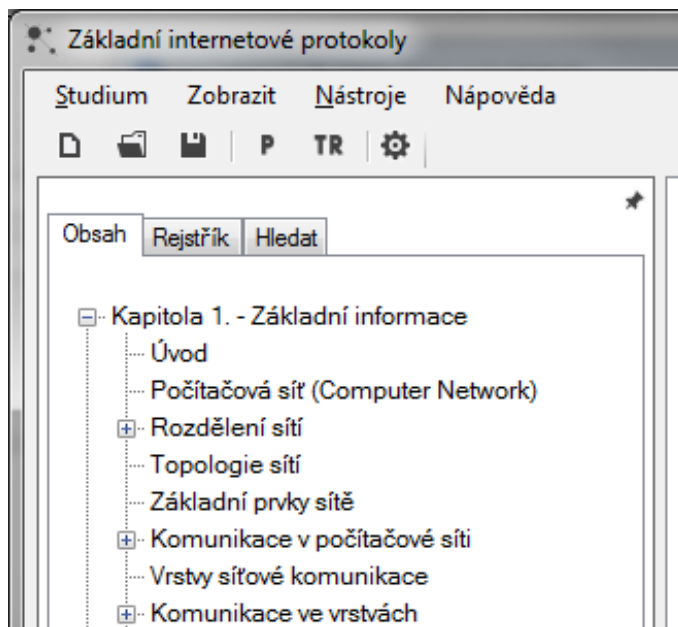 Základní internetové protokoly
Studium Zobrazit Nástroje Nápověda
P TR
Obsah Rejstřík Hledat
Kapitola 1. - Základní informace
Úvod
Počítačová síť (Computer Network)
Rozdělení sítí
Topologie sítí
Základní prvky sítě
Komunikace v počítačové síti
Vrstvy síťové komunikace
Komunikace ve vrstvách